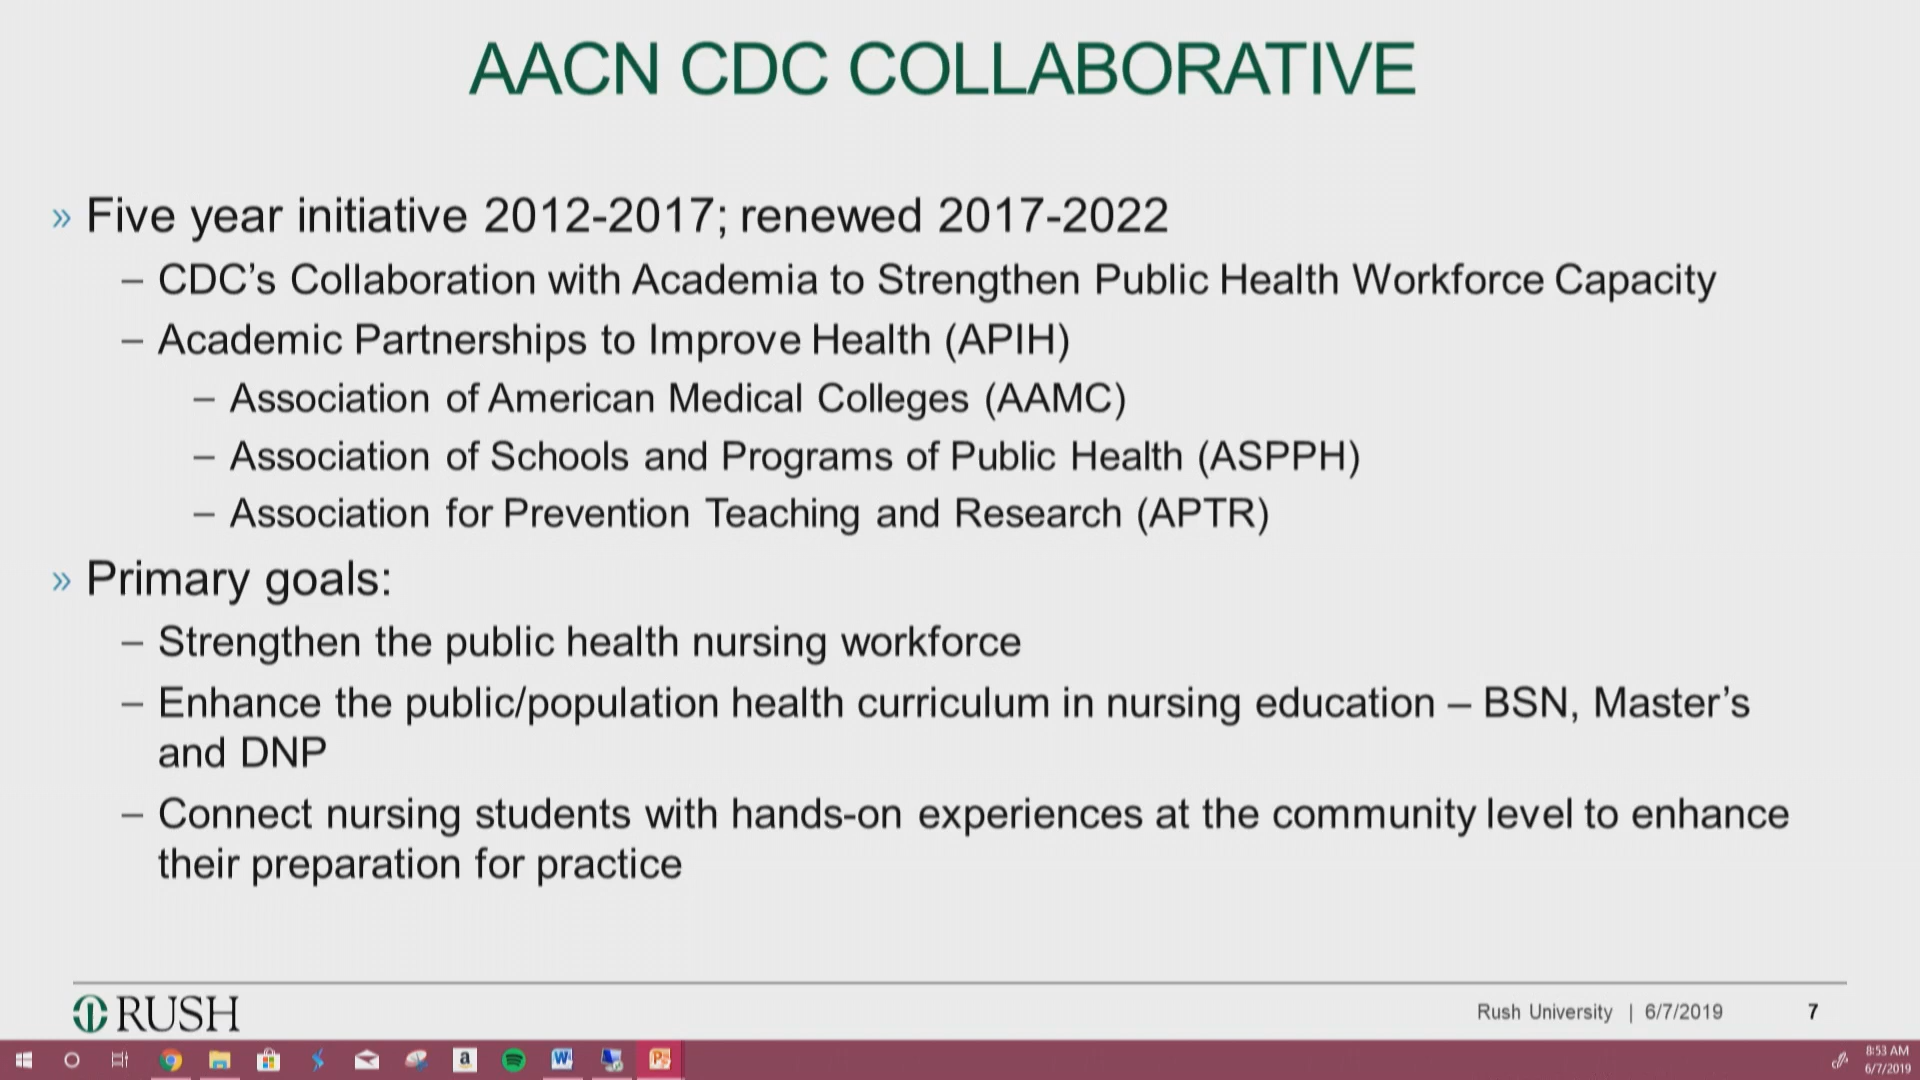 AACN CDC COLLABORATIVE
» Five year initiative 2012-2017; renewed 2017-2022
– CDC’s Collaboration with Academia to Strengthen Public Health Workforce Capacity
– Academic Partnerships to Improve Health (APIH)
– Association of American Medical Colleges (AAMC)
– Association of Schools and Programs of Public Health (ASPPH)
– Association for Prevention Teaching and Research (APTR)
» Primary goals:
– Strengthen the public health nursing workforce
– Enhance the public/population health curriculum in nursing education – BSN, Master’s
and DNP
– Connect nursing students with hands-on experiences at the community level to enhance
their preparation for practice
RUSH
Rush University | 6/7/2019 7
8:53 AM
6/7/2019